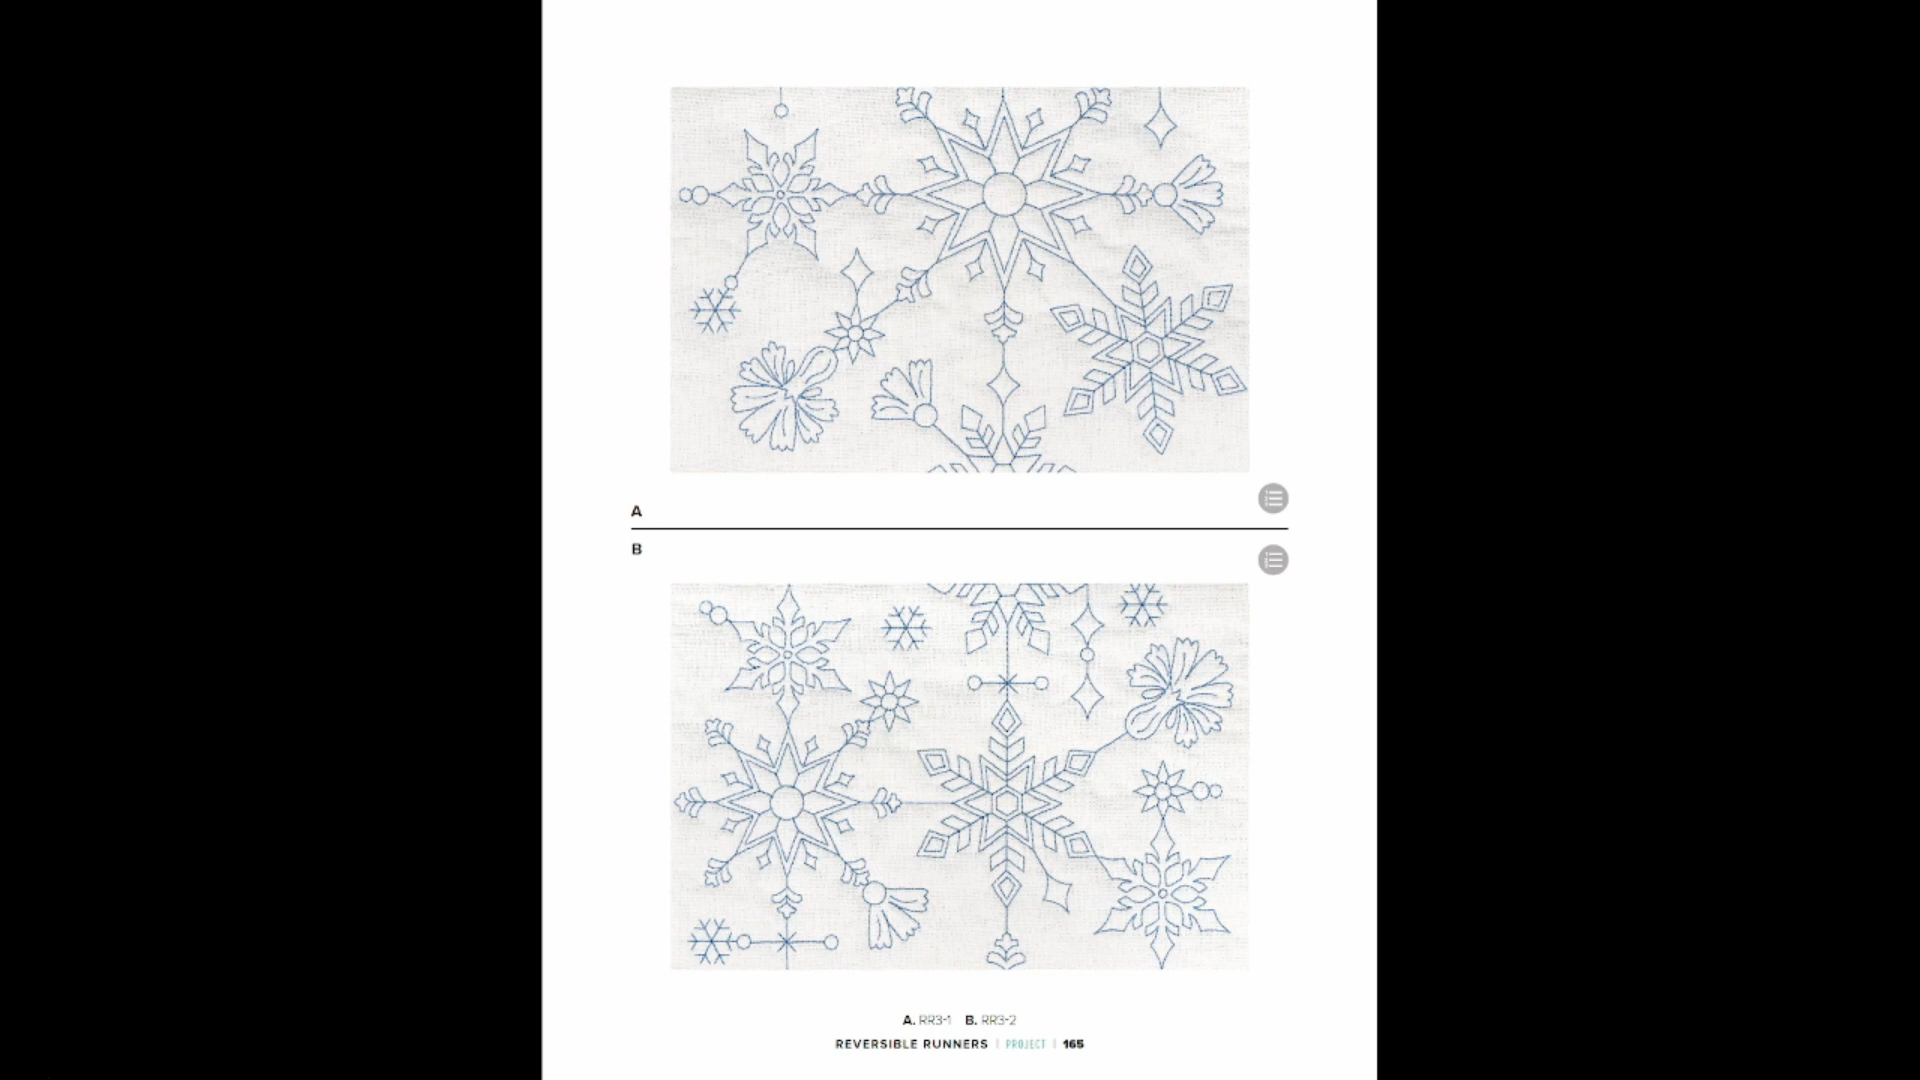 A
B
A. RR3-1 B. RR3-2
REVERSIBLE RUNNERS | PROJECT | 165